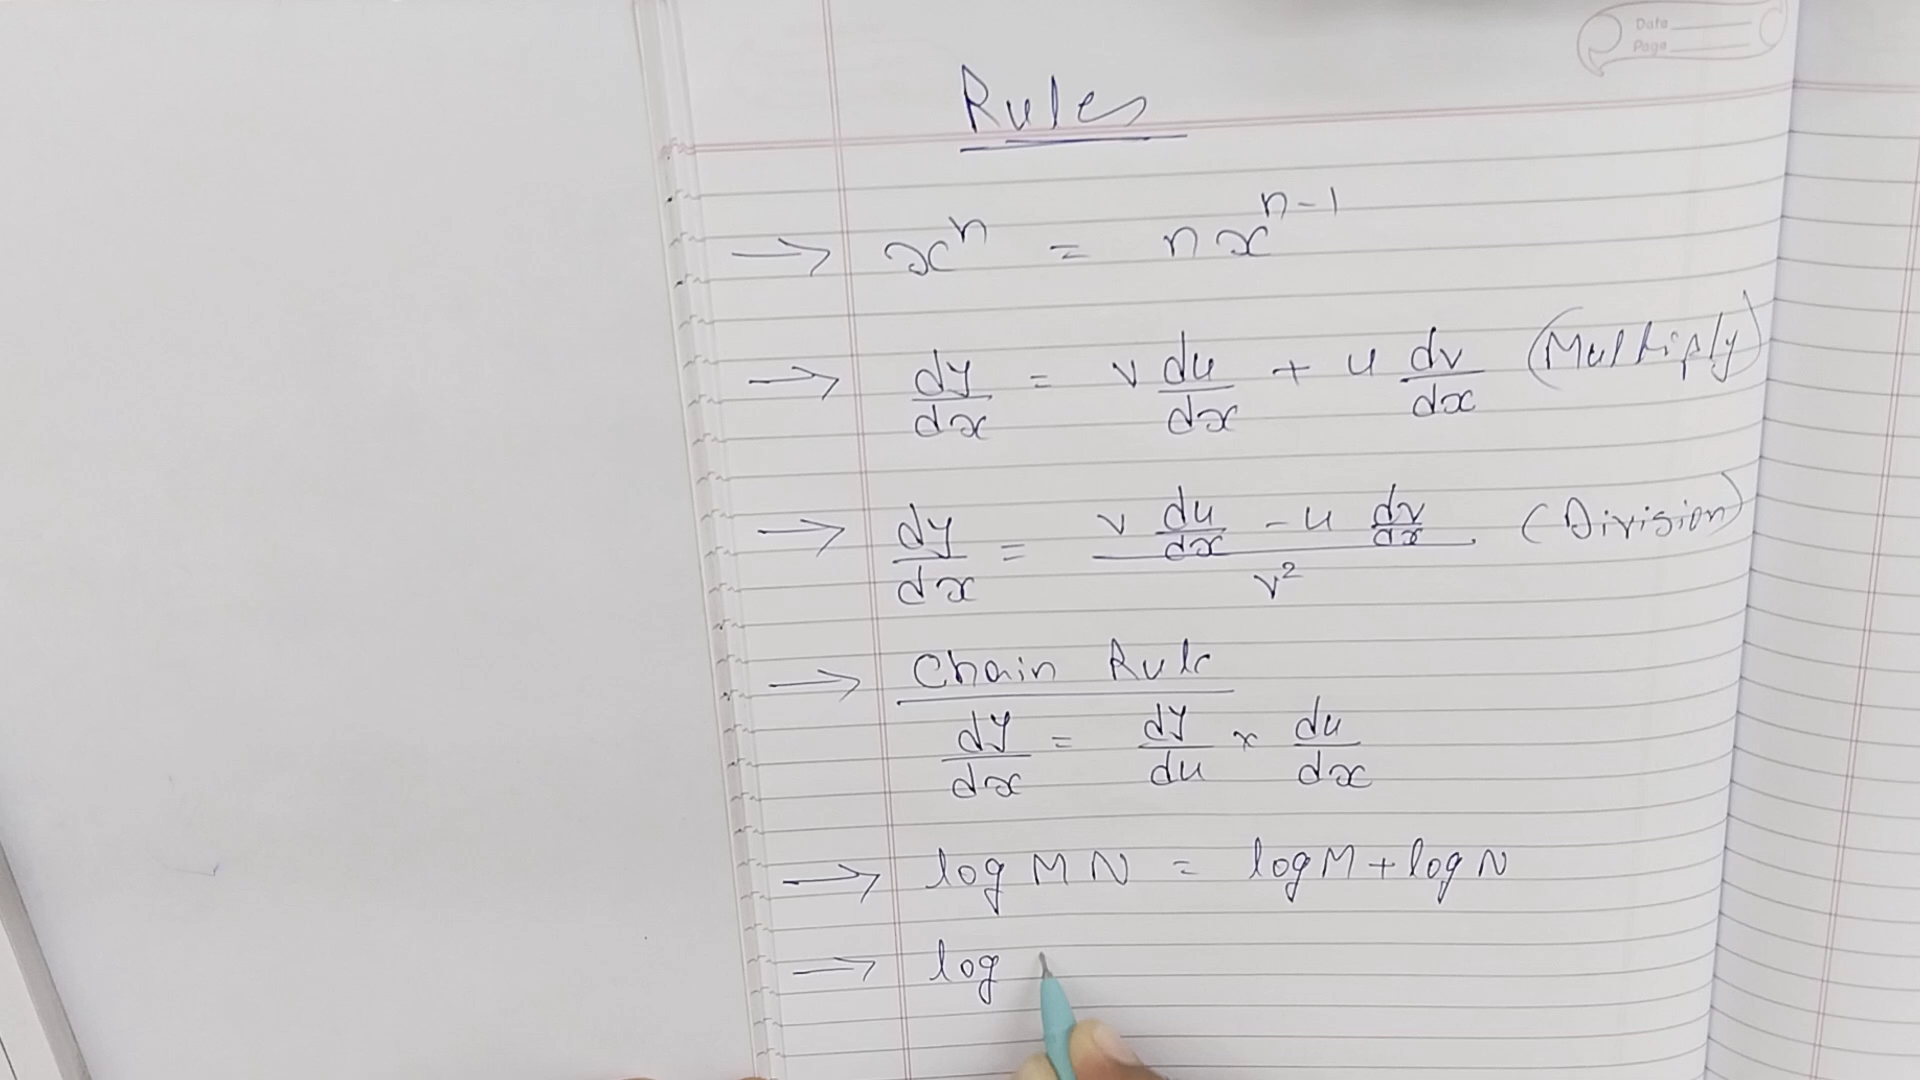 Date
Page
Rules
→ xⁿ = nxⁿ⁻¹
→ dy/dx = v du/dx + u dv/dx (Multiply)
→ dy/dx = (v du/dx - u dv/dx) / v² (Division)
→ Chain Rule
dy/dx = dy/du × du/dx
→ log MN = log M + log N
→ log